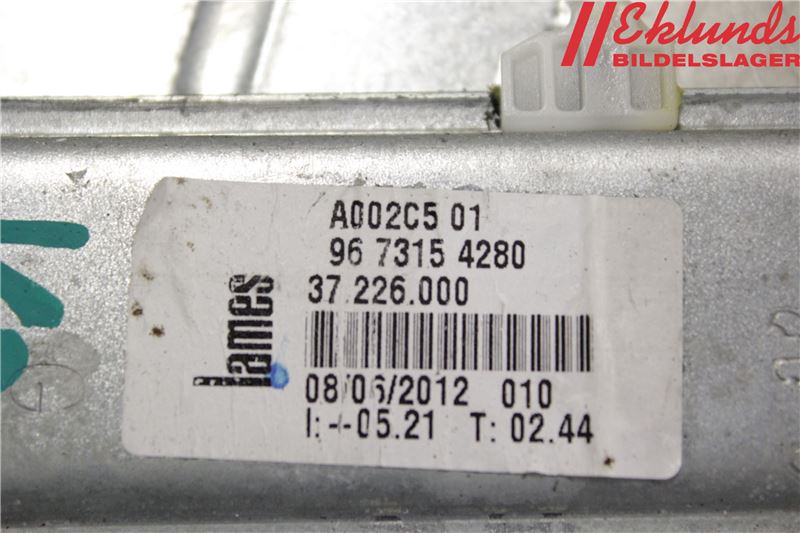 Eklunds
BILDELSLAGER
A002C5 01
96 7315 4280
37.226.000
lames
08/06/2012 010
I:-+05.21 T: 02.44